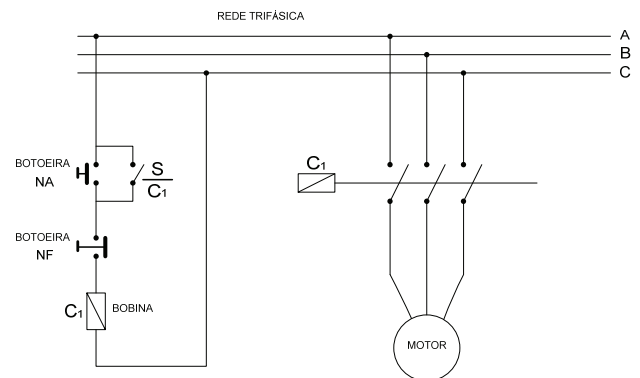 REDE TRIFÁSICA
A
B
C
BOTOEIRA
NA
S
C1
C1
BOTOEIRA
NF
C1
BOBINA
MOTOR